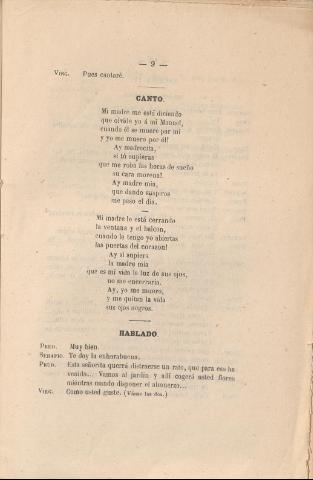 — 9 —
VIRG. Pues cantaré.
CANTO.
Mi madre me está diciendo
que olvide yo á mi Manuel,
cuando él se muere por mí
y yo me muero por él!
Ay madrecita,
si tú supieras
que me roba las horas de sueño
su cara morena!
Ay madre mia,
que dando suspiros
me paso el dia.
—
Mi madre le está cerrando
la ventana y el balcon,
cuando le tengo yo abiertas
las puertas del corazon!
Ay si supiera
la madre mia
que es mi vida la luz de sus ojos,
no me encerraria.
Ay, yo me muero,
y me quitan la vida
sus ojos negros.
HABLADO.
PRUD. Muy bien.
SERAPIO. Te doy la enhorabuena.
PRUD. Esta señorita querrá distraerse un rato, que para eso ha
venido... Vamos al jardin y allí cogerá usted flores
mientras mando disponer el almuerzo...
VIRG. Como usted guste. (Vánse los dos.)